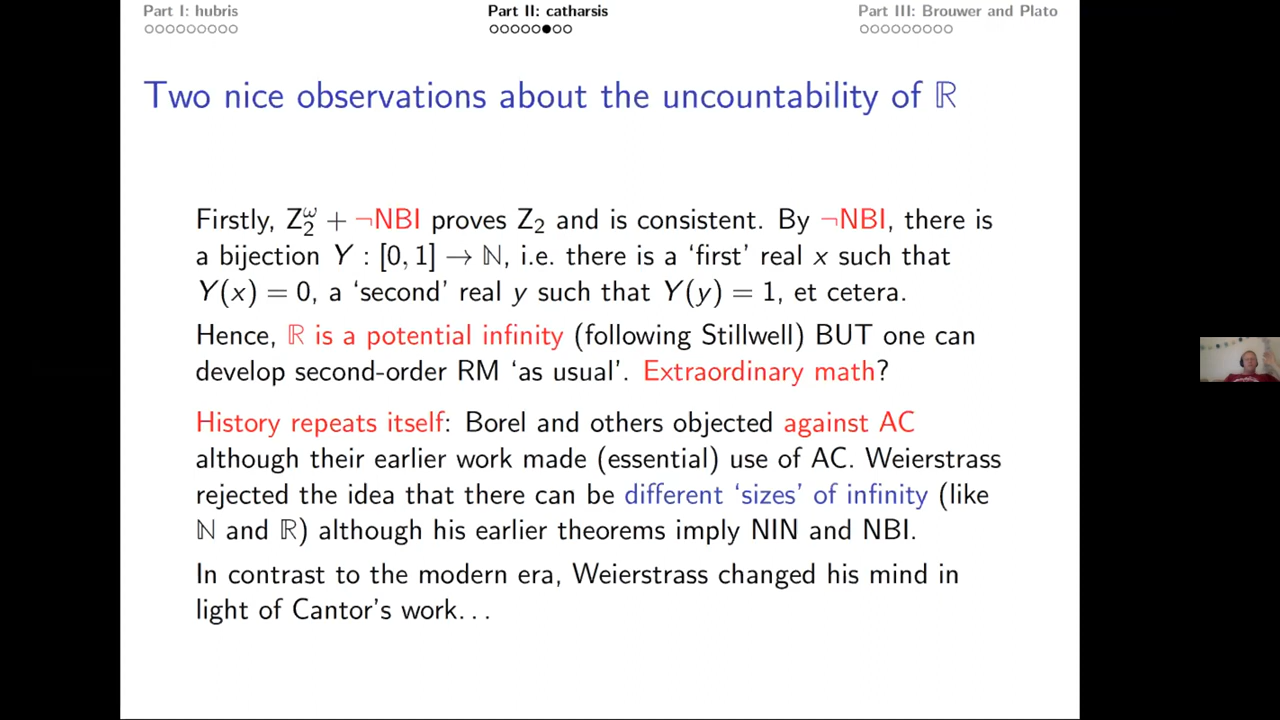 Part I: hubris
Part II: catharsis
Part III: Brouwer and Plato
Two nice observations about the uncountability of ℝ
Firstly, Z₂^ω + ¬NBI proves Z₂ and is consistent. By ¬NBI, there is
a bijection Y : [0, 1] → ℕ, i.e. there is a ‘first’ real x such that
Y(x) = 0, a ‘second’ real y such that Y(y) = 1, et cetera.
Hence, ℝ is a potential infinity (following Stillwell) BUT one can
develop second-order RM ‘as usual’. Extraordinary math?
History repeats itself: Borel and others objected against AC
although their earlier work made (essential) use of AC. Weierstrass
rejected the idea that there can be different ‘sizes’ of infinity (like
ℕ and ℝ) although his earlier theorems imply NIN and NBI.
In contrast to the modern era, Weierstrass changed his mind in
light of Cantor’s work. . .